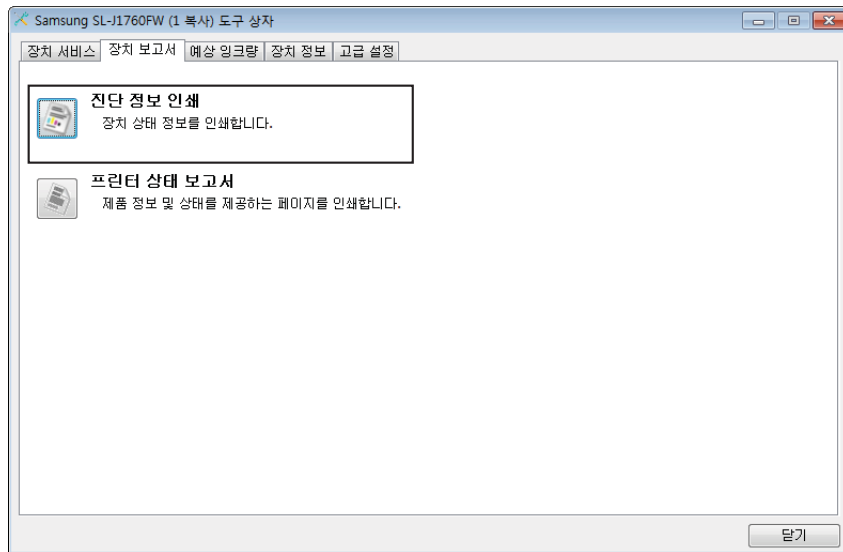 Samsung SL-J1760FW (1 복사) 도구 상자
장치 서비스 장치 보고서 예상 잉크량 장치 정보 고급 설정
진단 정보 인쇄
장치 상태 정보를 인쇄합니다.
프린터 상태 보고서
제품 정보 및 상태를 제공하는 페이지를 인쇄합니다.
닫기